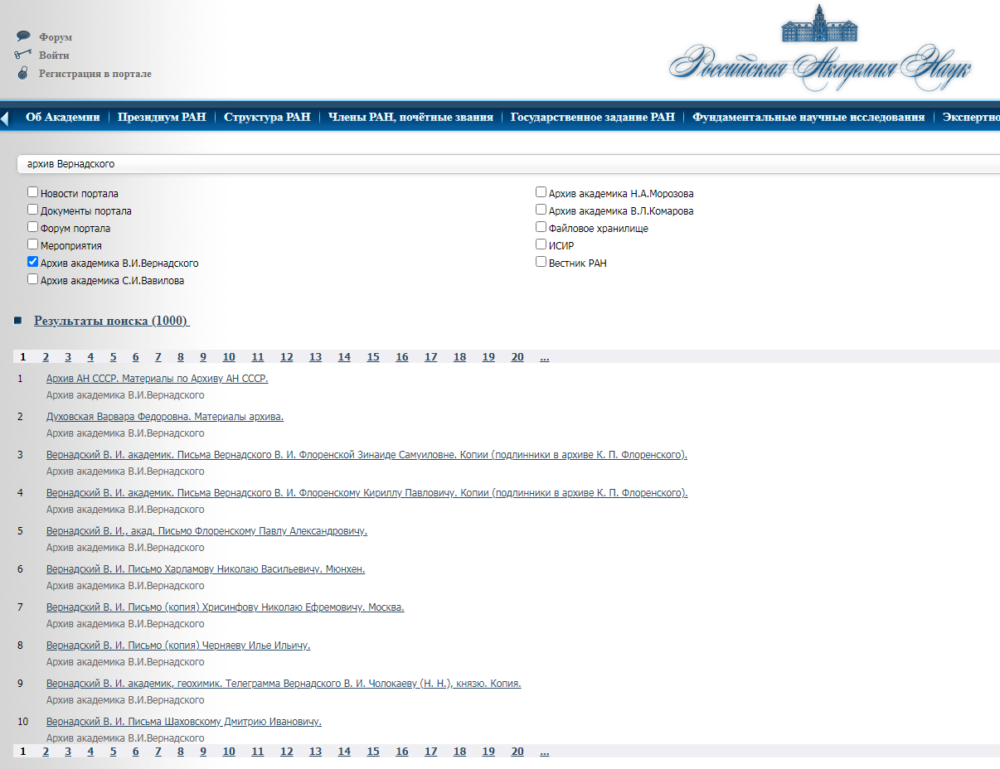 Форум
Войти
Регистрация в портале
Российская Академия Наук
Об Академии Президиум РАН Структура РАН Члены РАН, почётные звания Государственное задание РАН Фундаментальные научные исследования Экспертно
архив Вернадского
Новости портала
Документы портала
Форум портала
Мероприятия
Архив академика В.И.Вернадского
Архив академика С.И.Вавилова
Архив академика Н.А.Морозова
Архив академика В.Л.Комарова
Файловое хранилище
ИСИР
Вестник РАН
Результаты поиска (1000)
1 2 3 4 5 6 7 8 9 10 11 12 13 14 15 16 17 18 19 20 ...
1 Архив АН СССР. Материалы по Архиву АН СССР.
Архив академика В.И.Вернадского
2 Духовская Варвара Федоровна. Материалы архива.
Архив академика В.И.Вернадского
3 Вернадский В. И. академик. Письма Вернадского В. И. Флоренской Зинаиде Самуиловне. Копии (подлинники в архиве К. П. Флоренского).
Архив академика В.И.Вернадского
4 Вернадский В. И. академик. Письма Вернадского В. И. Флоренскому Кириллу Павловичу. Копии (подлинники в архиве К. П. Флоренского).
Архив академика В.И.Вернадского
5 Вернадский В. И., акад. Письмо Флоренскому Павлу Александровичу.
Архив академика В.И.Вернадского
6 Вернадский В. И. Письмо Харламову Николаю Васильевичу. Мюнхен.
Архив академика В.И.Вернадского
7 Вернадский В. И. Письмо (копия) Хрисинфову Николаю Ефремовичу. Москва.
Архив академика В.И.Вернадского
8 Вернадский В. И. Письмо (копия) Черняеву Илье Ильичу.
Архив академика В.И.Вернадского
9 Вернадский В. И. академик, геохимик. Телеграмма Вернадского В. И. Чолокаеву (Н. Н.), князю. Копия.
Архив академика В.И.Вернадского
10 Вернадский В. И. Письма Шаховскому Дмитрию Ивановичу.
Архив академика В.И.Вернадского
1 2 3 4 5 6 7 8 9 10 11 12 13 14 15 16 17 18 19 20 ...